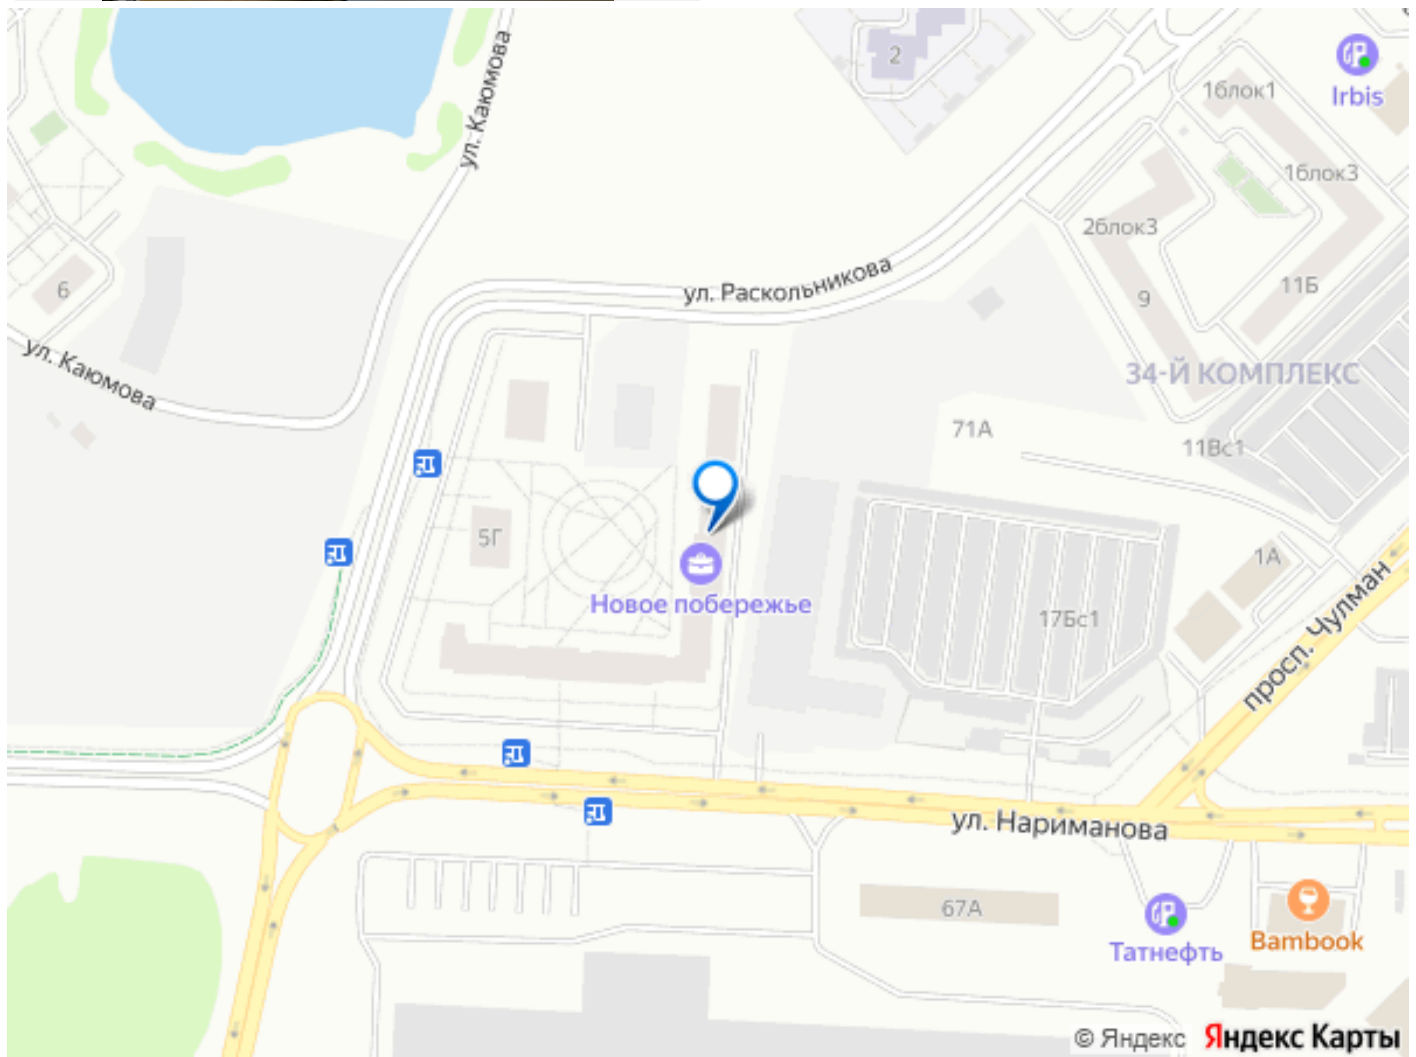 ул. Каюмова
2
1блок1
Irbis
1блок3
2блок3
ул. Раскольникова
6
11Б
9
ул. Каюмова
34-Й КОМПЛЕКС
71А
11Вс1
5Г
1А
Новое побережье
17Бс1
просп. Чулман
ул. Нариманова
67А
Татнефть
Bambook
© Яндекс Яндекс Карты